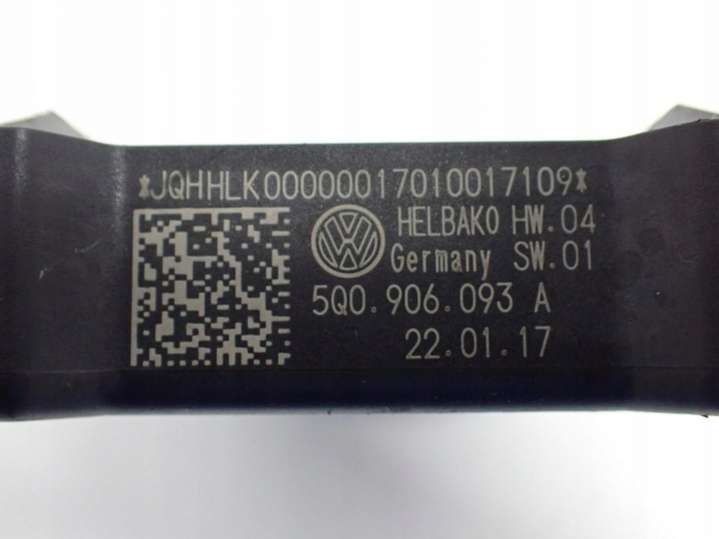 *JQHHLK00000017010017109*
HELBAKO HW.04
Germany SW.01
5Q0.906.093 A
22.01.17